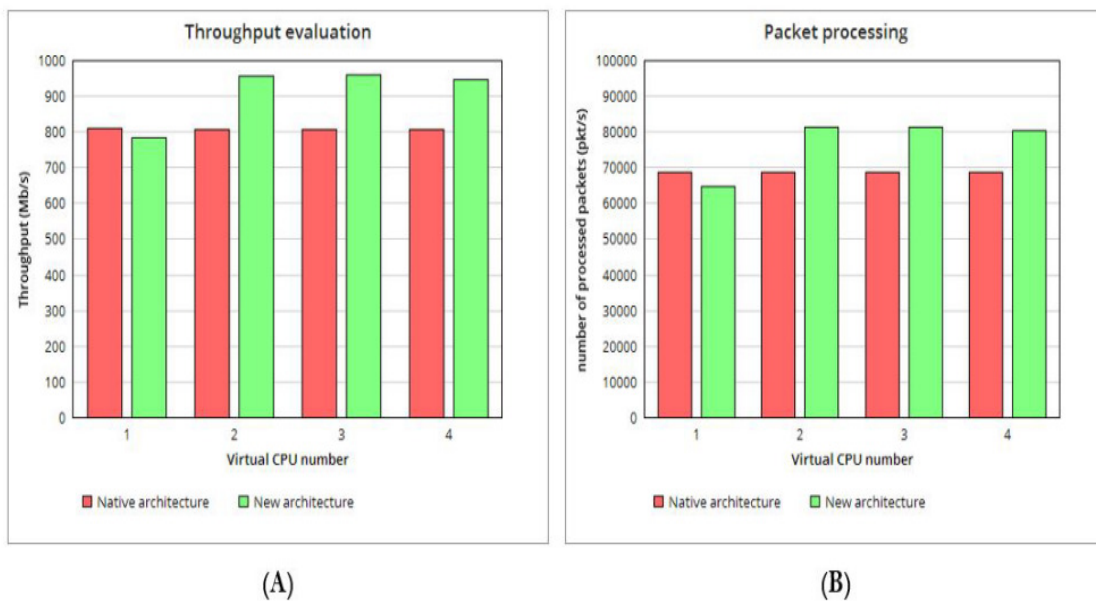 Throughput evaluation
Throughput (Mb/s)
1000
900
800
700
600
500
400
300
200
100
0
1 2 3 4
Virtual CPU number
Native architecture New architecture
(A)
Packet processing
number of processed packets (pkt/s)
100000
90000
80000
70000
60000
50000
40000
30000
20000
10000
0
1 2 3 4
Virtual CPU number
Native architecture New architecture
(B)